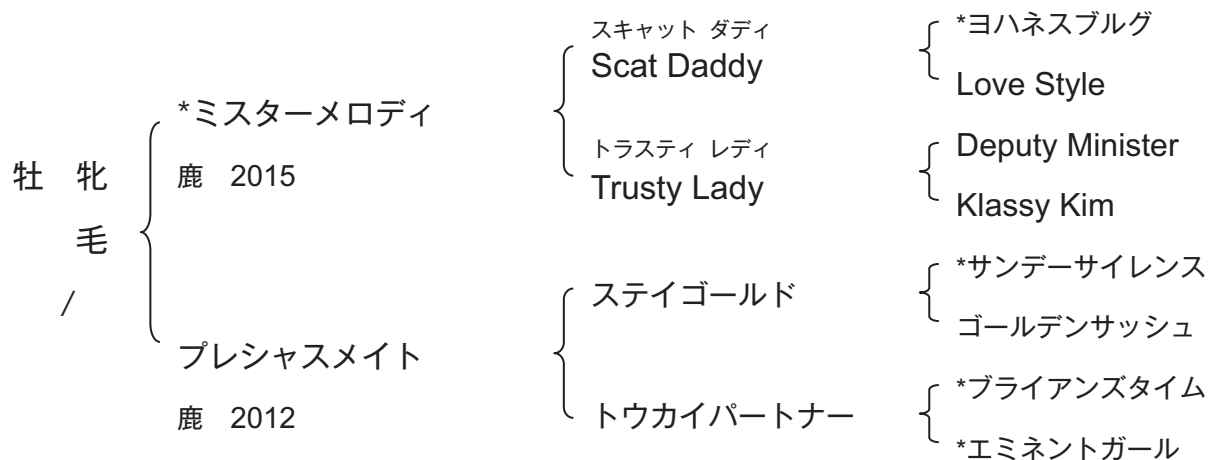 牡 牝
毛
/
*ミスターメロディ
鹿 2015
プレシャスメイト
鹿 2012
スキャット ダディ
Scat Daddy
トラスティ レディ
Trusty Lady
ステイゴールド
トウカイパートナー
*ヨハネスブルグ
Love Style
Deputy Minister
Klassy Kim
*サンデーサイレンス
ゴールデンサッシュ
*ブライアンズタイム
*エミネントガール